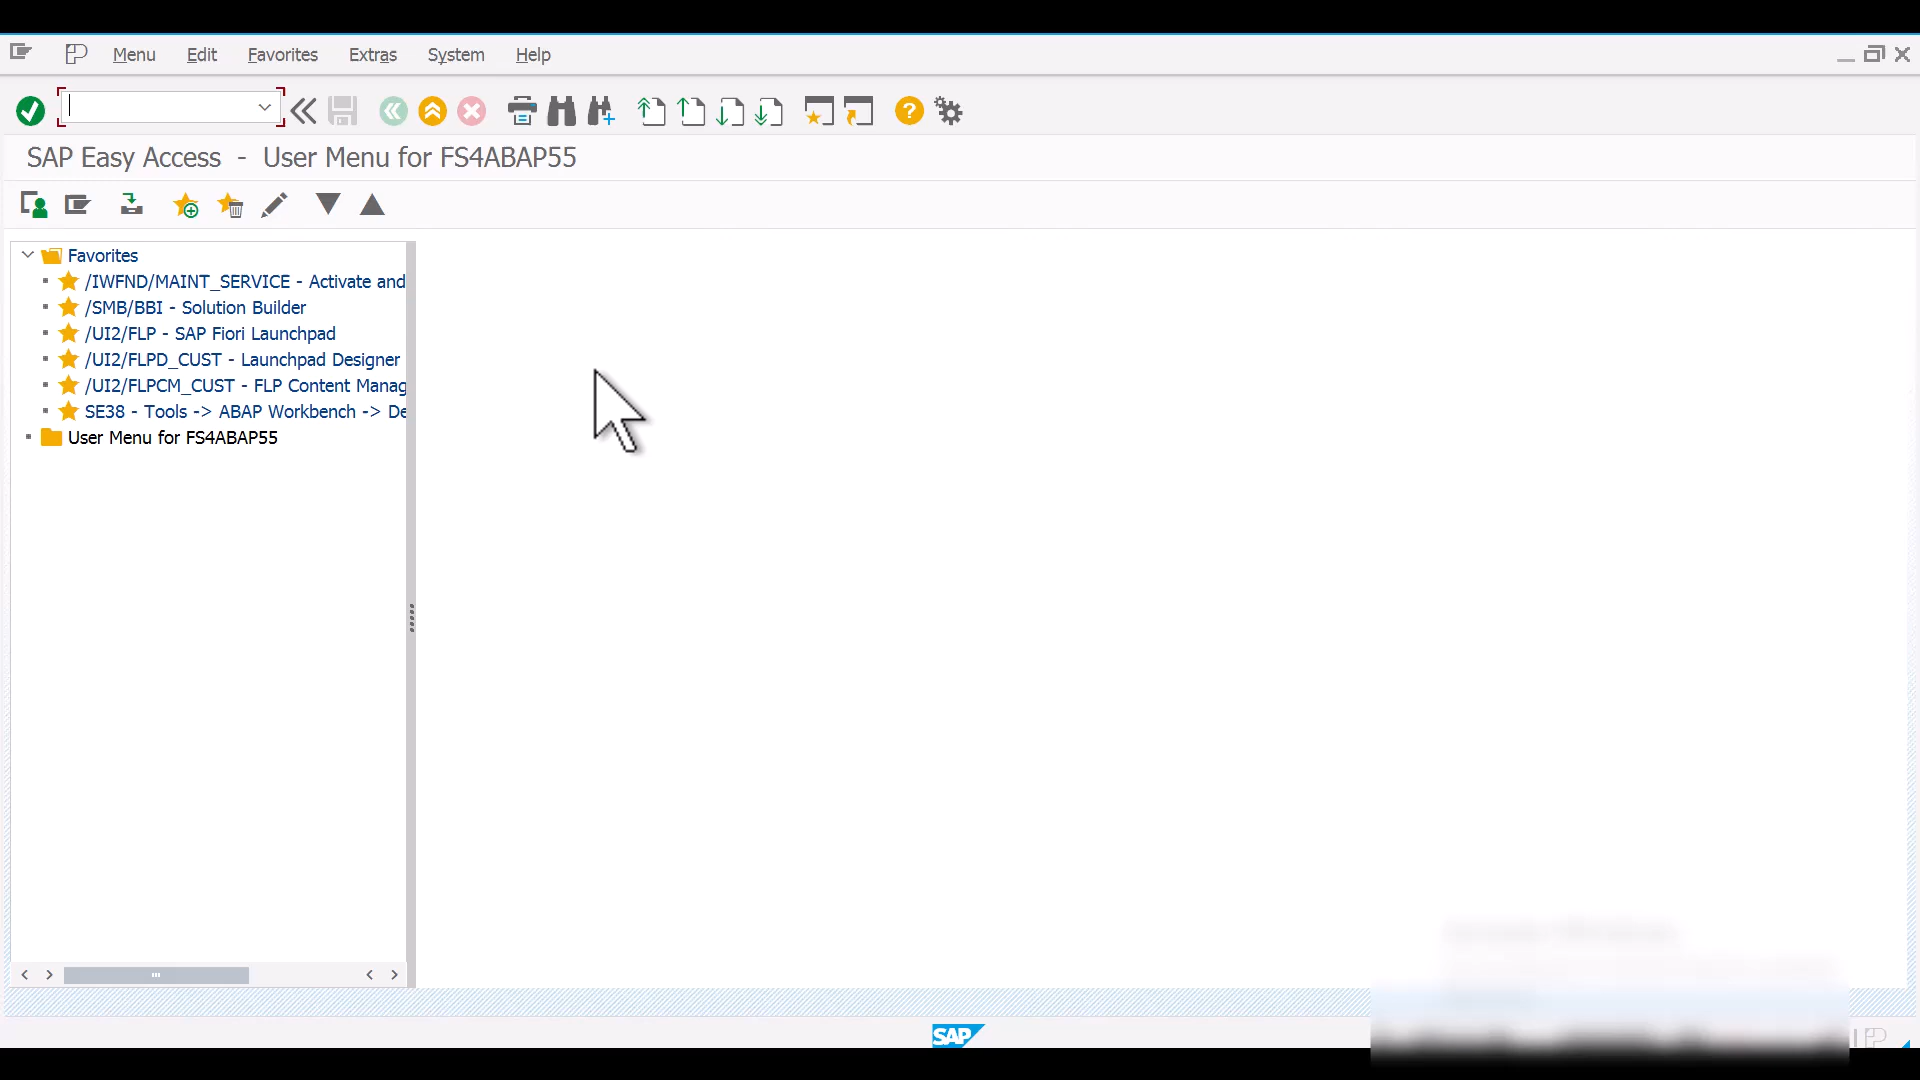 Menu Edit Favorites Extras System Help
SAP Easy Access - User Menu for FS4ABAP55
Favorites
/IWFND/MAINT_SERVICE - Activate and
/SMB/BBI - Solution Builder
/UI2/FLP - SAP Fiori Launchpad
/UI2/FLPD_CUST - Launchpad Designer
/UI2/FLPCM_CUST - FLP Content Manag
SE38 - Tools -> ABAP Workbench -> De
User Menu for FS4ABAP55
SAP